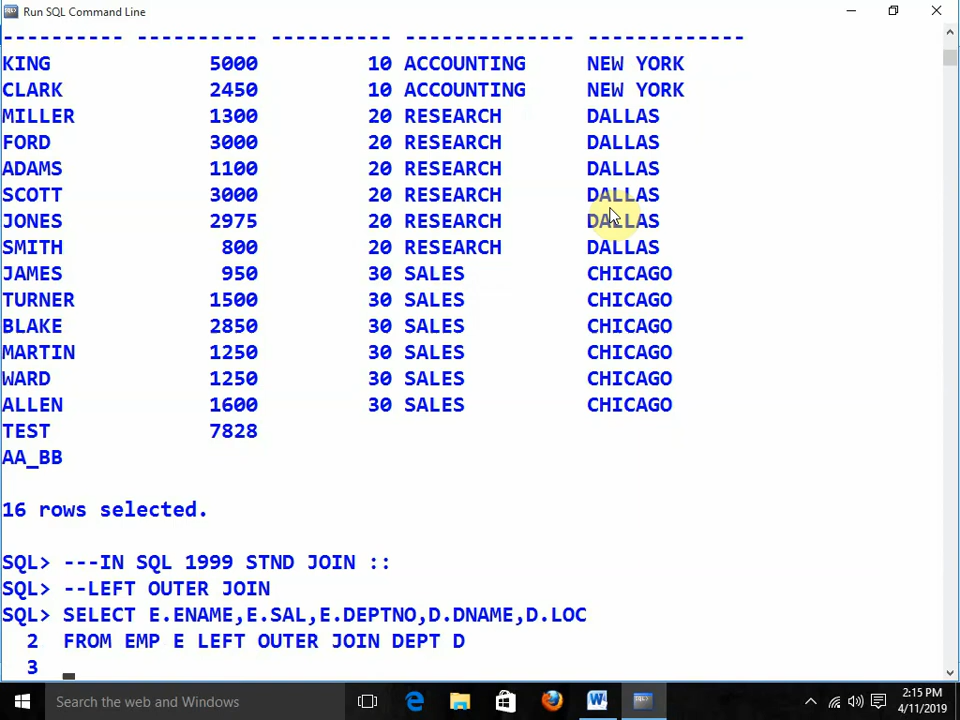 Run SQL Command Line
---------- ---------- ---------- -------------- -------------
KING 5000 10 ACCOUNTING NEW YORK
CLARK 2450 10 ACCOUNTING NEW YORK
MILLER 1300 20 RESEARCH DALLAS
FORD 3000 20 RESEARCH DALLAS
ADAMS 1100 20 RESEARCH DALLAS
SCOTT 3000 20 RESEARCH DALLAS
JONES 2975 20 RESEARCH DALLAS
SMITH 800 20 RESEARCH DALLAS
JAMES 950 30 SALES CHICAGO
TURNER 1500 30 SALES CHICAGO
BLAKE 2850 30 SALES CHICAGO
MARTIN 1250 30 SALES CHICAGO
WARD 1250 30 SALES CHICAGO
ALLEN 1600 30 SALES CHICAGO
TEST 7828
AA_BB
16 rows selected.
SQL> ---IN SQL 1999 STND JOIN ::
SQL> --LEFT OUTER JOIN
SQL> SELECT E.ENAME,E.SAL,E.DEPTNO,D.DNAME,D.LOC
2 FROM EMP E LEFT OUTER JOIN DEPT D
3
Search the web and Windows
2:15 PM
4/11/2019